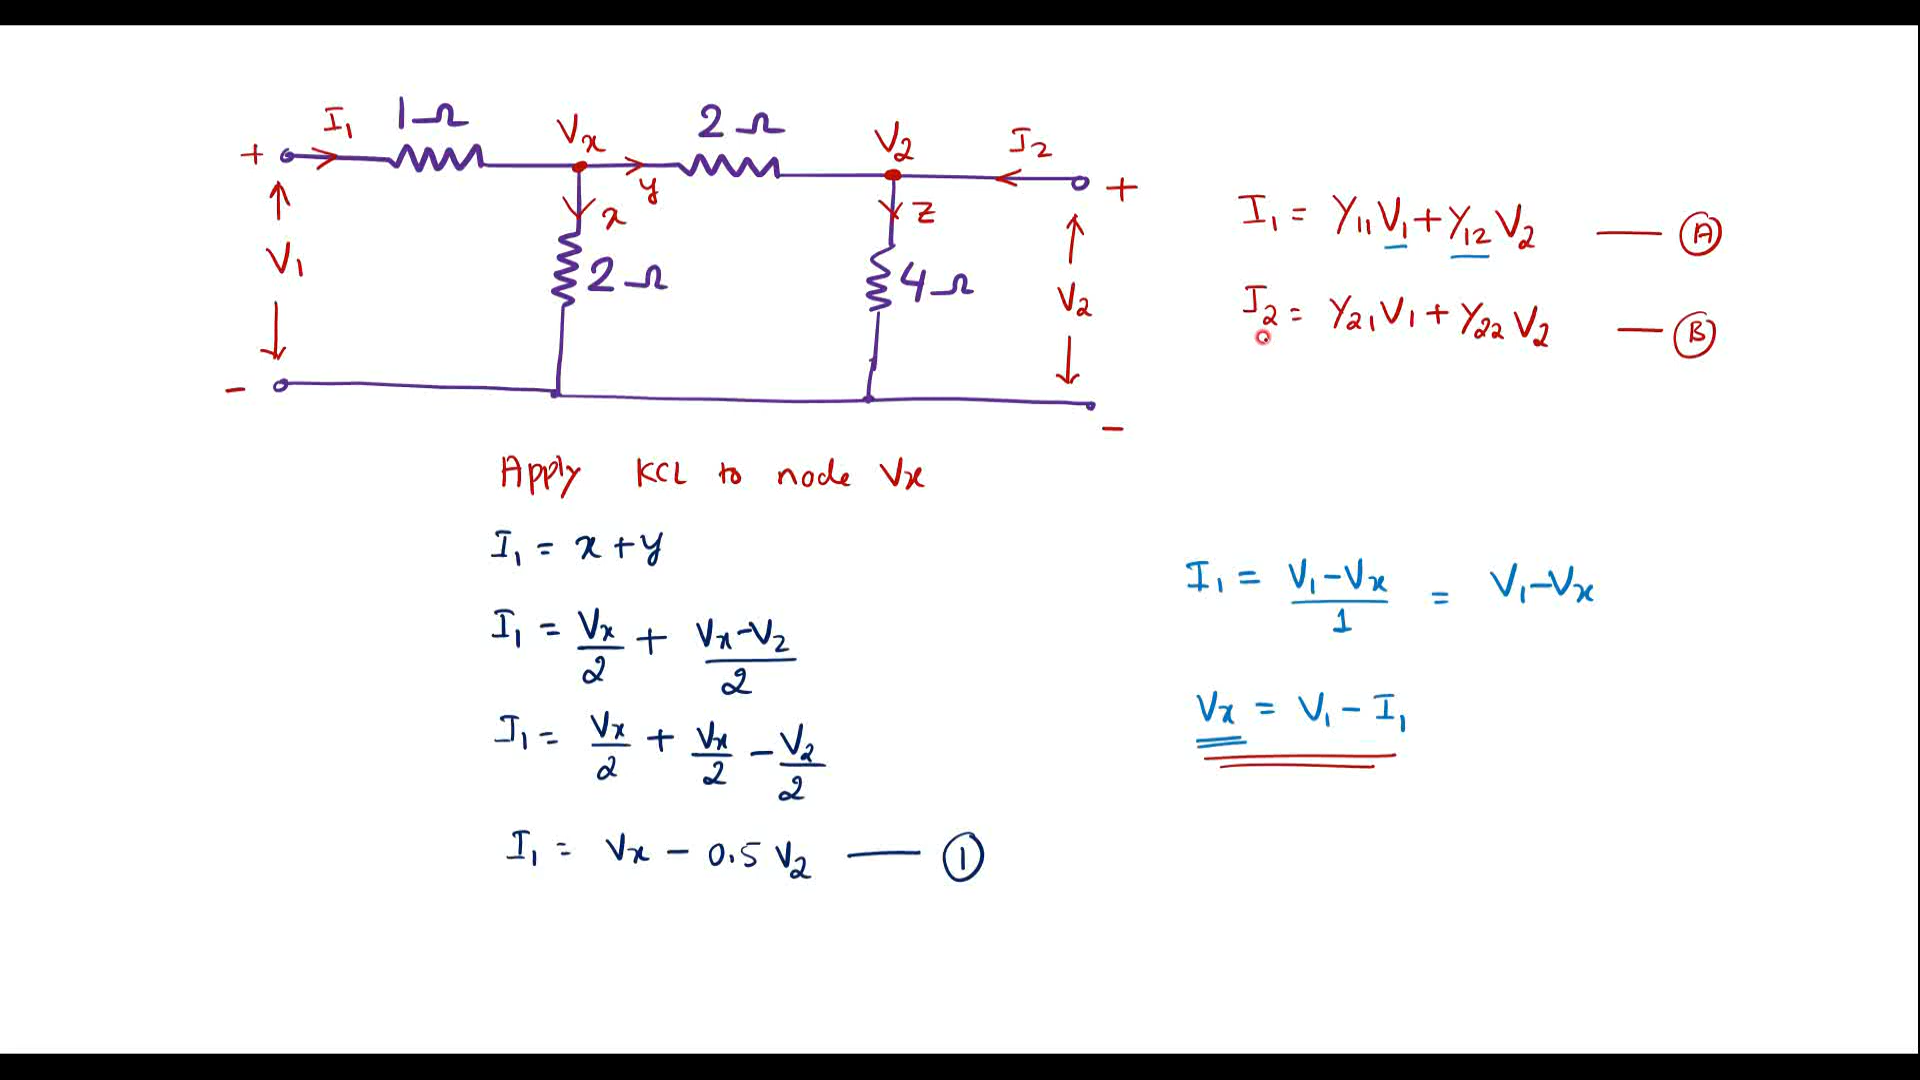 I₁ 1Ω Vx 2Ω V₂ I₂
+ +
y
x z
V₁ 2Ω 4Ω V₂
- -
I₁ = Y₁₁V₁ + Y₁₂V₂ — Ⓐ
I₂ = Y₂₁V₁ + Y₂₂V₂ — Ⓑ
Apply KCL to node Vx
I₁ = x + y
I₁ = Vx/2 + (Vx-V₂)/2
I₁ = Vx/2 + Vx/2 - V₂/2
I₁ = Vx - 0.5 V₂ — ①
I₁ = (V₁-Vx)/1 = V₁-Vx
Vx = V₁ - I₁